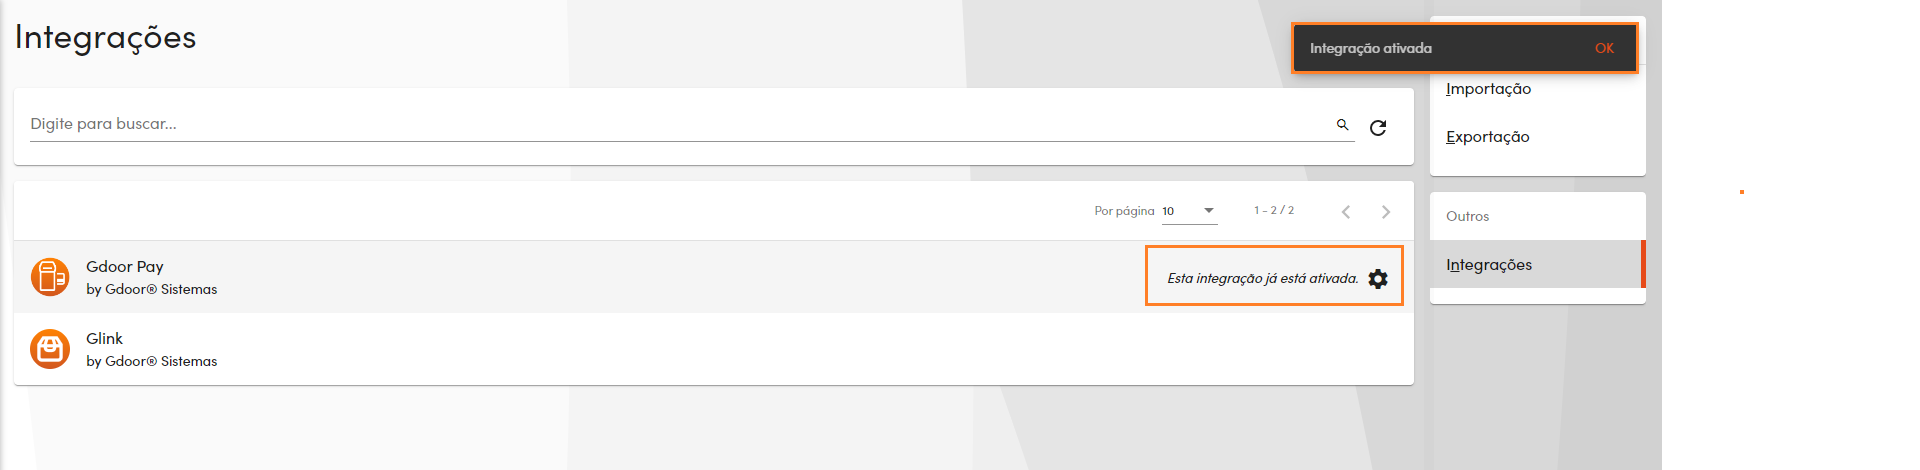 Integrações
Integração ativada OK
Digite para buscar...
Importação
Exportação
Por página 10 1 - 2 / 2
Outros
Gdoor Pay
by Gdoor® Sistemas
Esta integração já está ativada.
Integrações
Glink
by Gdoor® Sistemas